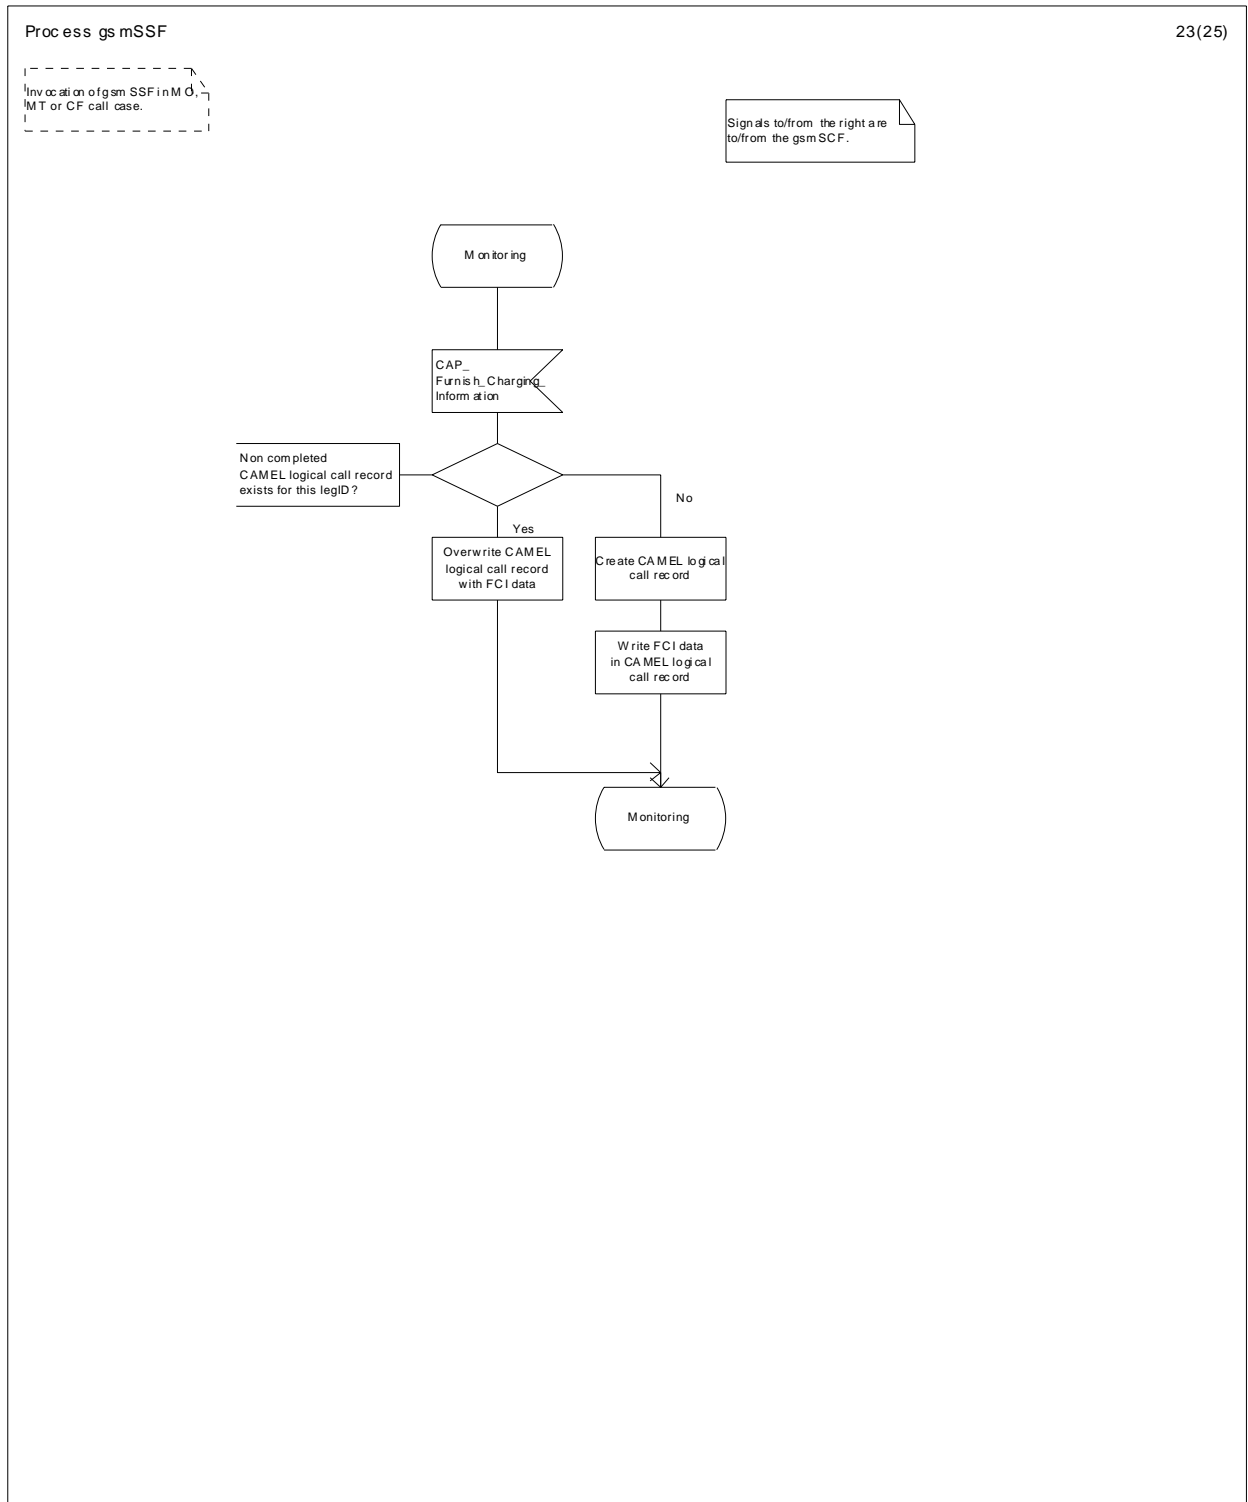 Process gsmSSF
23(25)
Invocation of gsm SSF in MO,
MT or CF call case.
Signals to/from the right are
to/from the gsmSCF.
Monitoring
CAP_
Furnish_Charging_
Information
Non completed
CAMEL logical call record
exists for this legID?
No
Yes
Overwrite CAMEL
logical call record
with FCI data
Create CAMEL logical
call record
Write FCI data
in CAMEL logical
call record
Monitoring